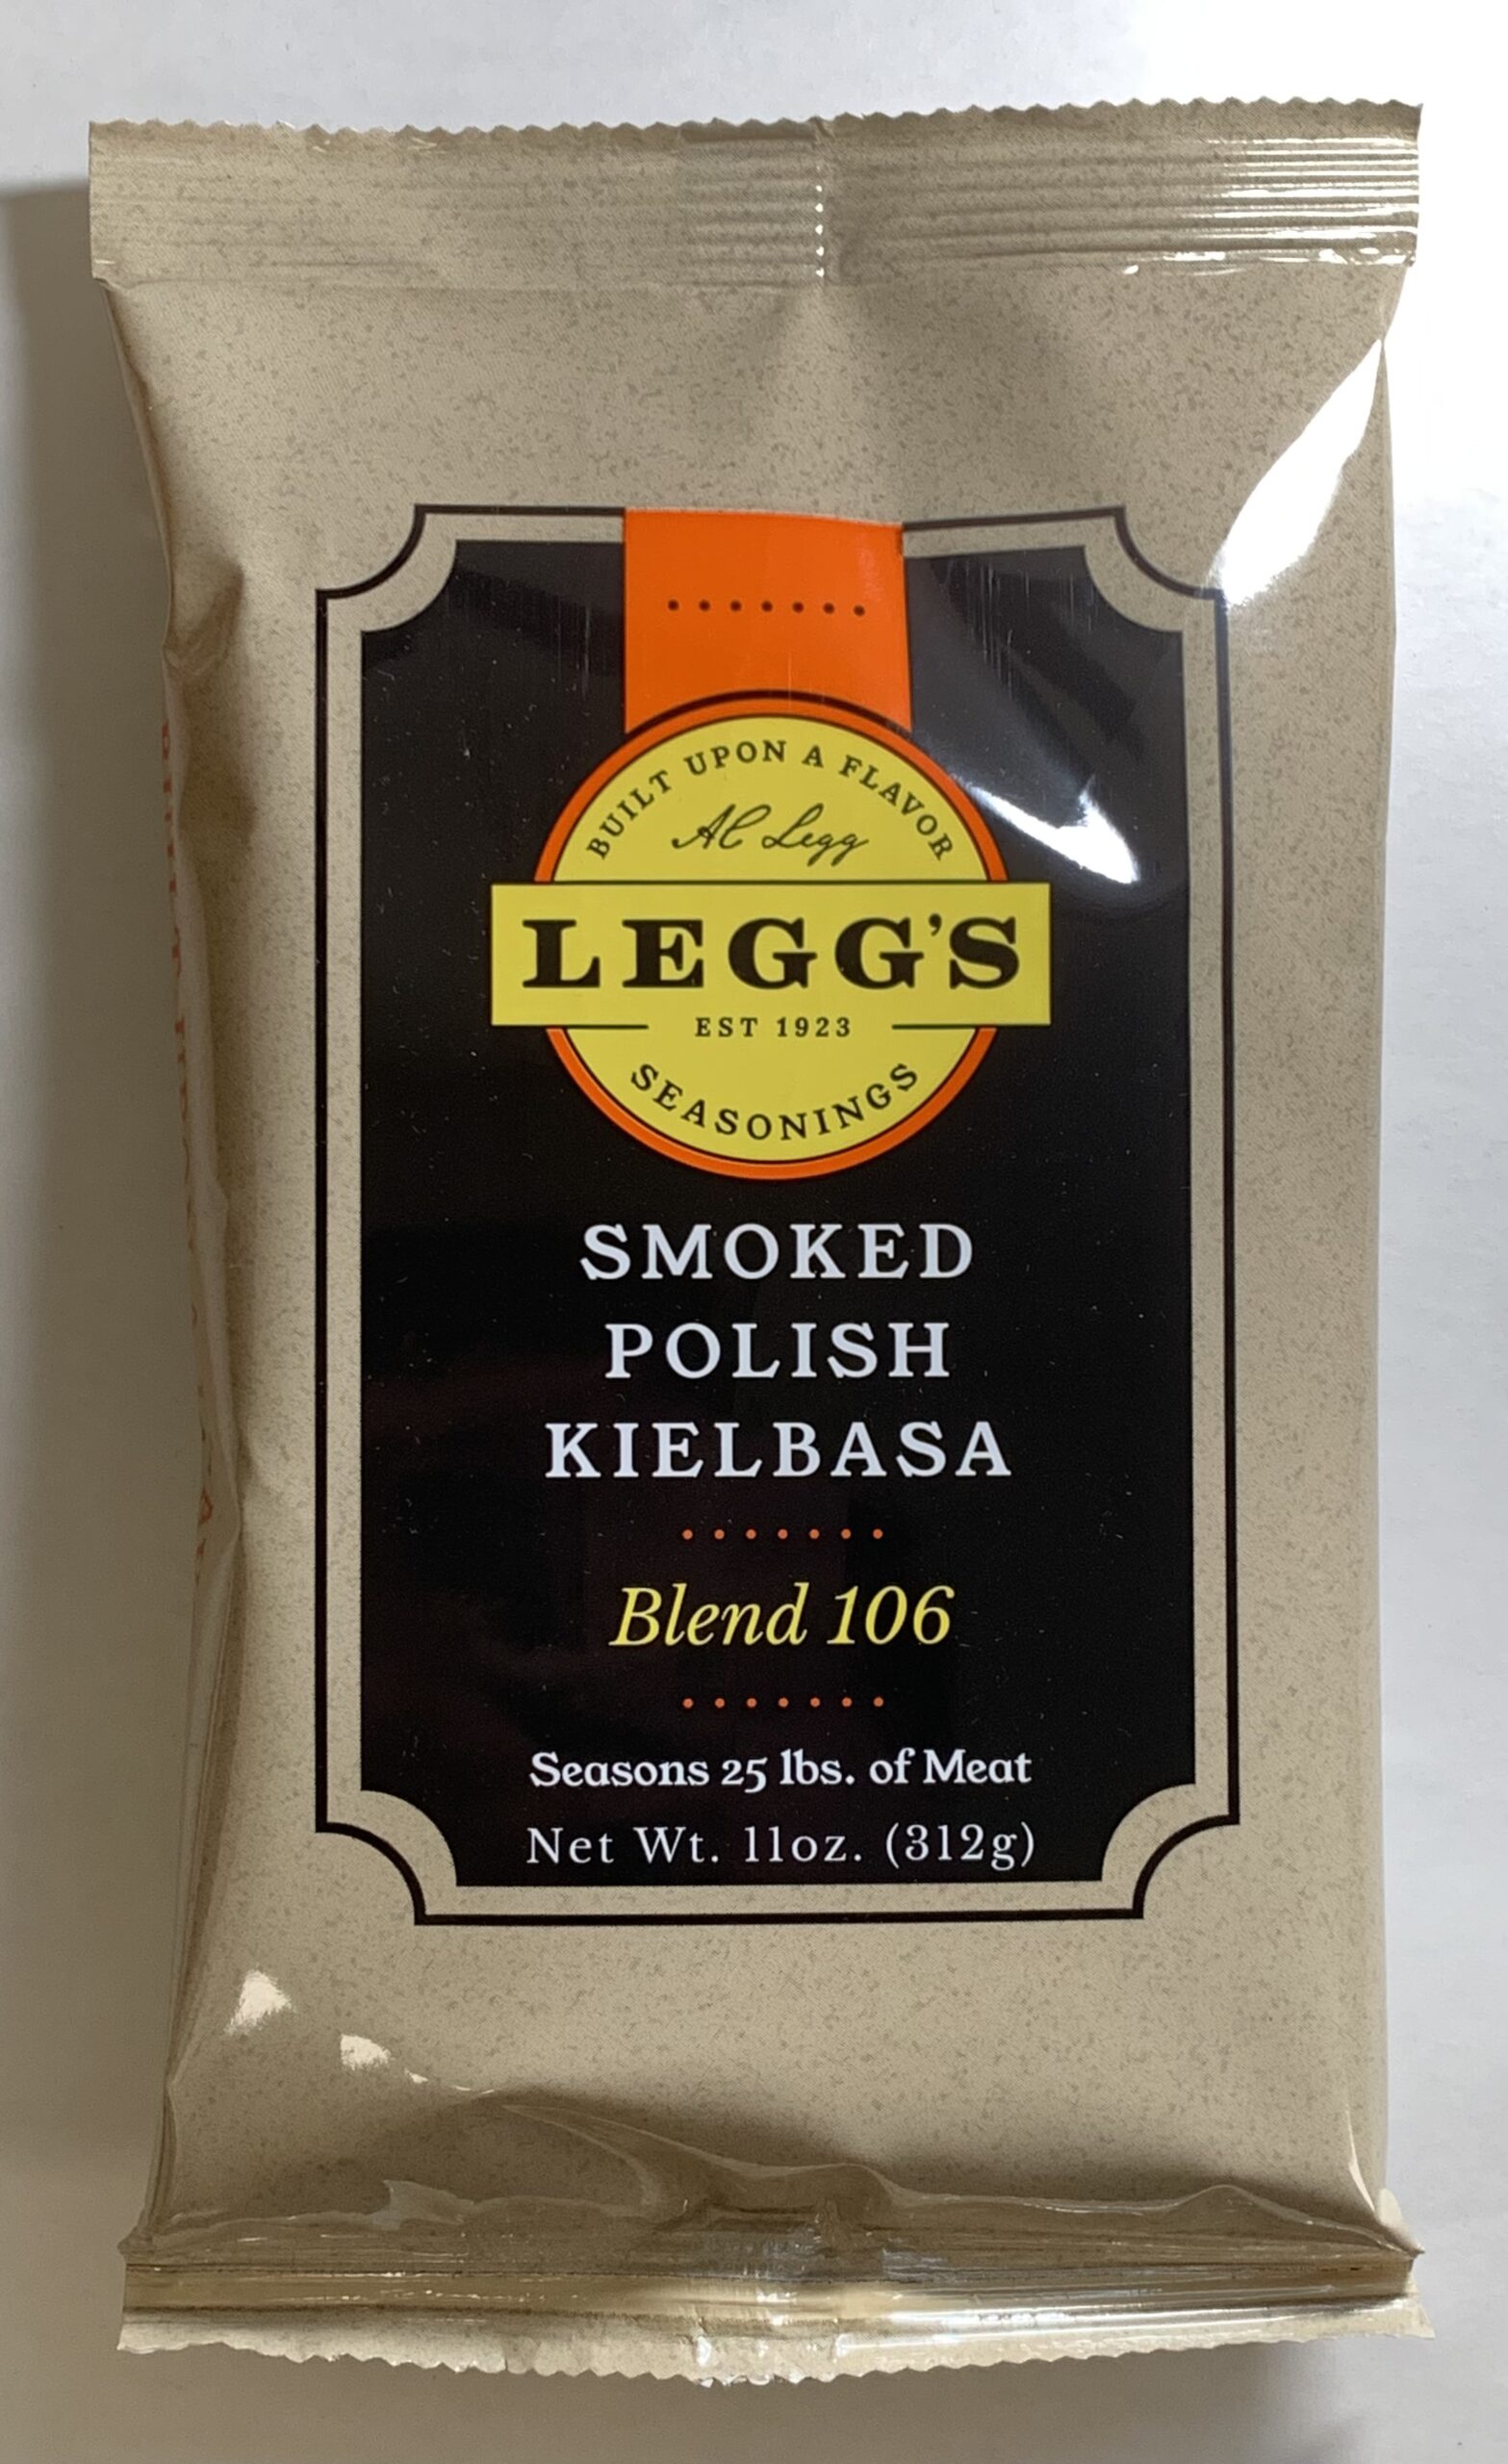 BUILT UPON A FLAVOR
AC Legg
LEGG'S
EST 1923
SEASONINGS
SMOKED
POLISH
KIELBASA
Blend 106
Seasons 25 lbs. of Meat
Net Wt. 11oz. (312g)